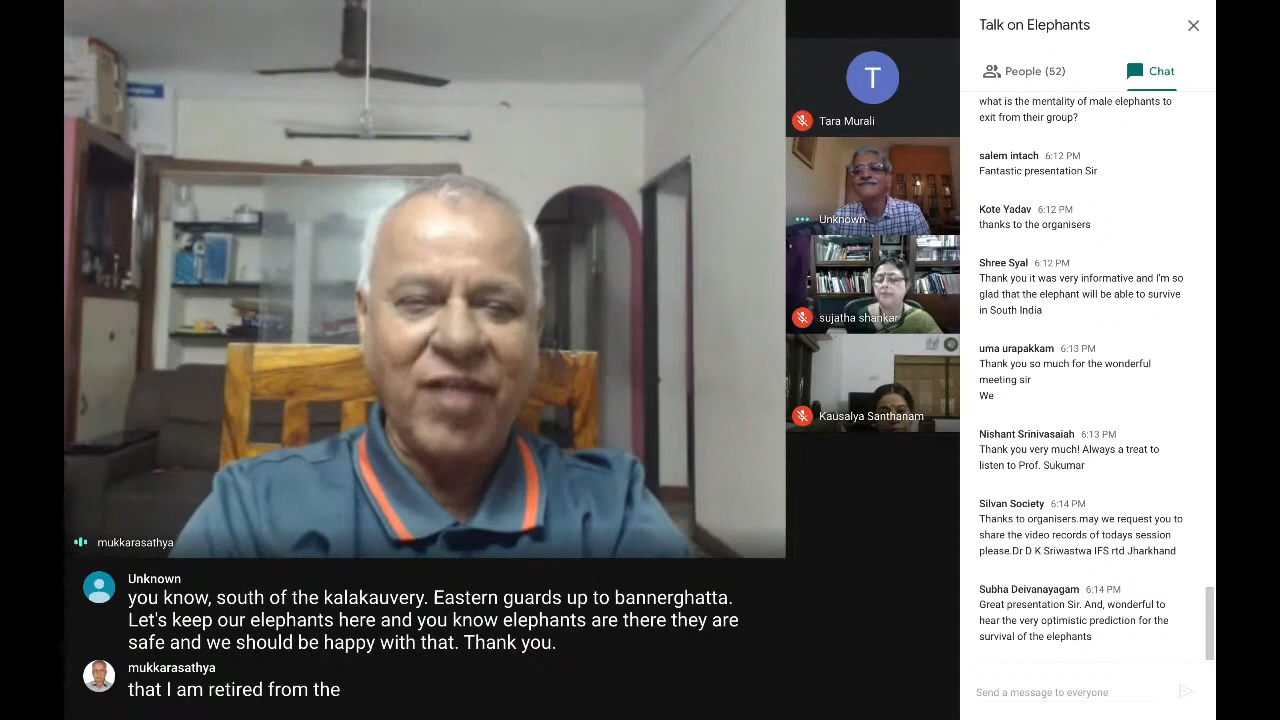 Talk on Elephants
People (52)
Chat
what is the mentality of male elephants to
exit from their group?
salem intach 6:12 PM
Fantastic presentation Sir
Kote Yadav 6:12 PM
thanks to the organisers
Shree Syal 6:12 PM
Thank you it was very informative and I'm so
glad that the elephant will be able to survive
in South India
uma urapakkam 6:13 PM
Thank you so much for the wonderful
meeting sir
We
Nishant Srinivasaiah 6:13 PM
Thank you very much! Always a treat to
listen to Prof. Sukumar
Silvan Society 6:14 PM
Thanks to organisers.may we request you to
share the video records of todays session
please.Dr D K Sriwastwa IFS rtd Jharkhand
Subha Deivanayagam 6:14 PM
Great presentation Sir. And, wonderful to
hear the very optimistic prediction for the
survival of the elephants
Send a message to everyone
T
Tara Murali
Unknown
sujatha shankar
Kausalya Santhanam
mukkarasathya
Unknown
you know, south of the kalakauvery. Eastern guards up to bannerghatta.
Let's keep our elephants here and you know elephants are there they are
safe and we should be happy with that. Thank you.
mukkarasathya
that I am retired from the